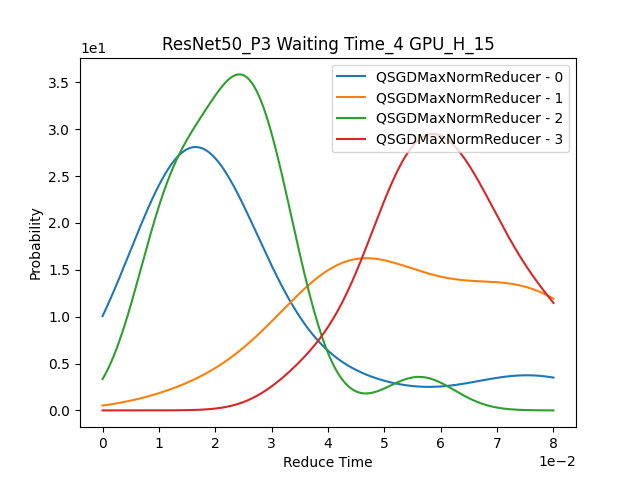 ResNet50_P3 Waiting Time_4 GPU_H_15
1e1
QSGDMaxNormReducer - 0
QSGDMaxNormReducer - 1
QSGDMaxNormReducer - 2
QSGDMaxNormReducer - 3
3.5
3.0
2.5
2.0
1.5
1.0
0.5
0.0
Probability
0 1 2 3 4 5 6 7 8
Reduce Time
1e−2